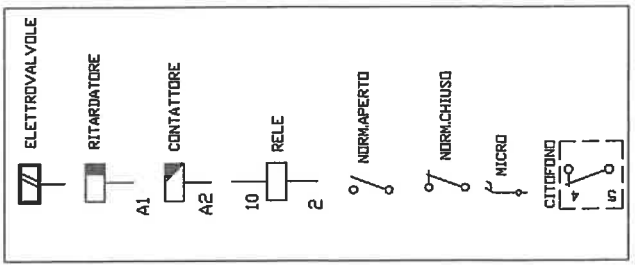 ELETTROVALVOLE
RITARDATORE
A1
CONTATTORE
A2
RELE
10
2
NORM.APERTO
NORM.CHIUSO
MICRO
CITOFONO
4
5